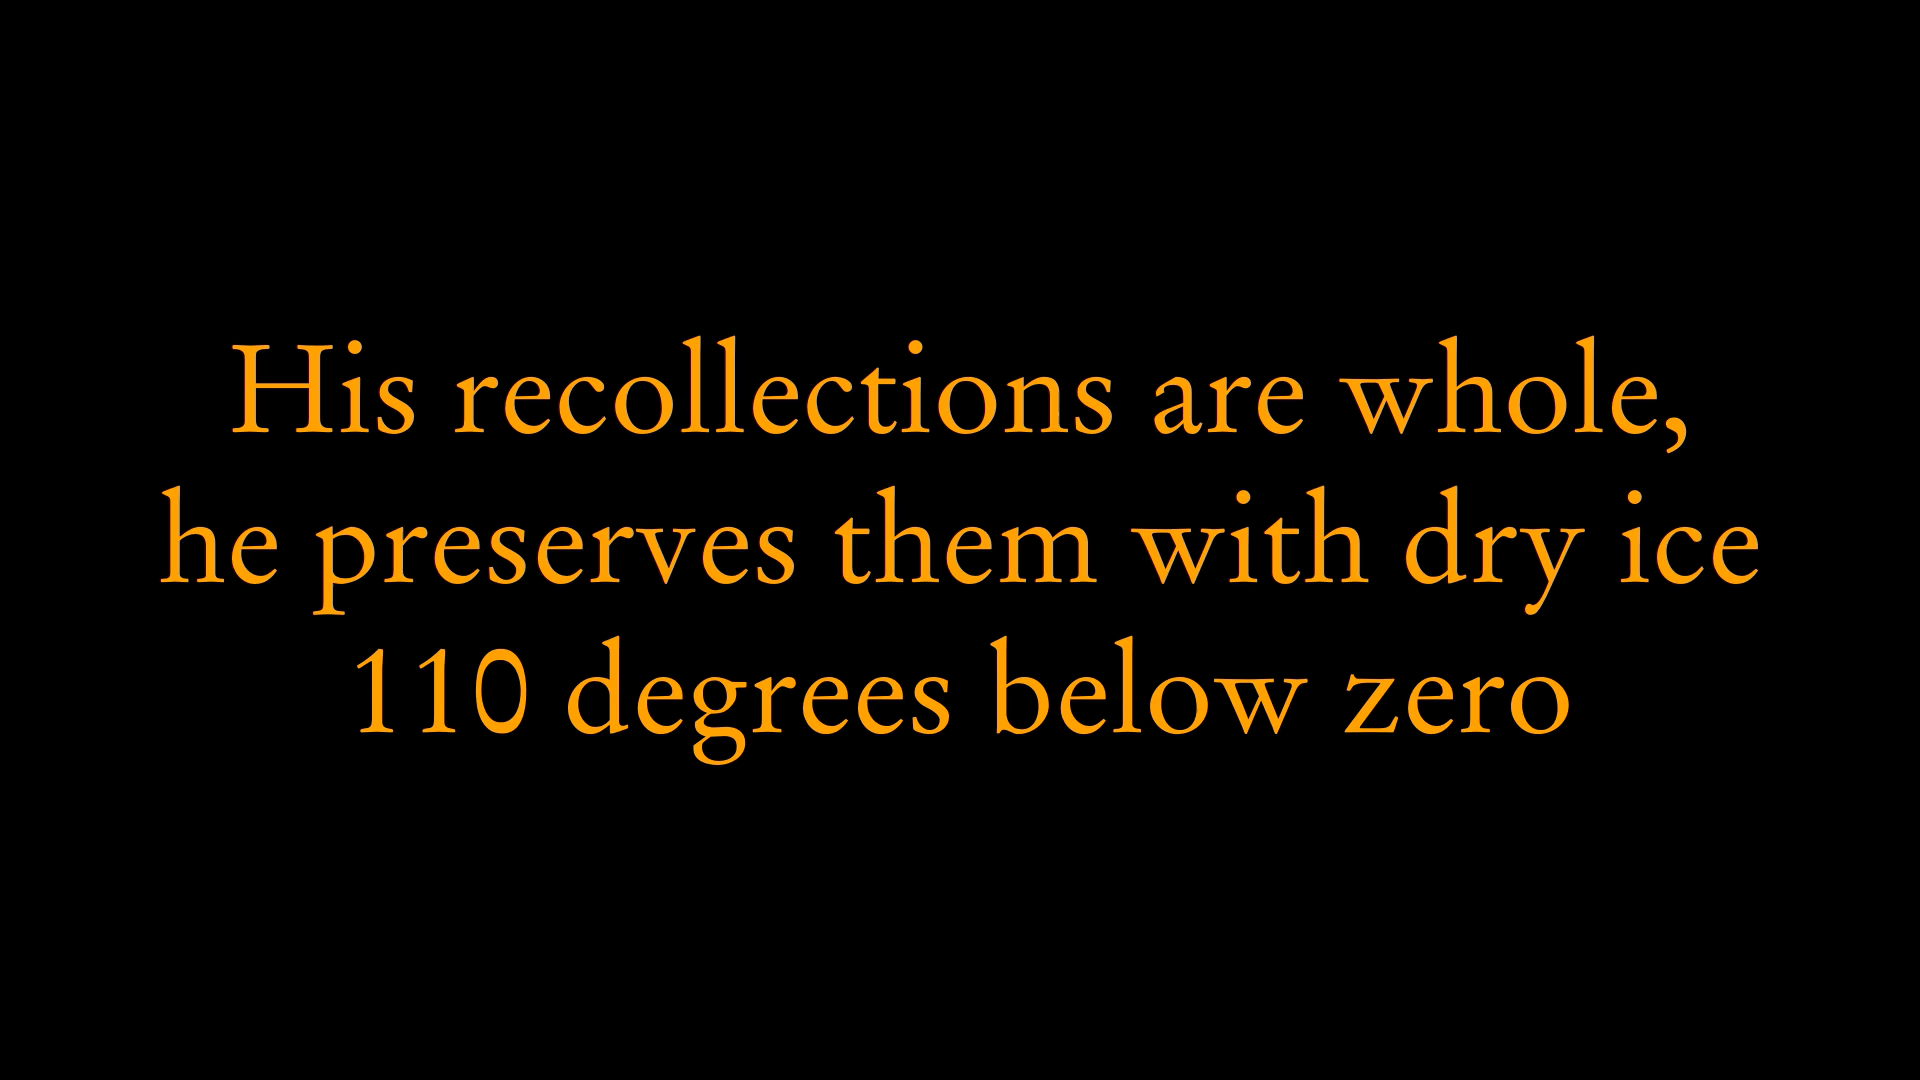 His recollections are whole,
he preserves them with dry ice
110 degrees below zero